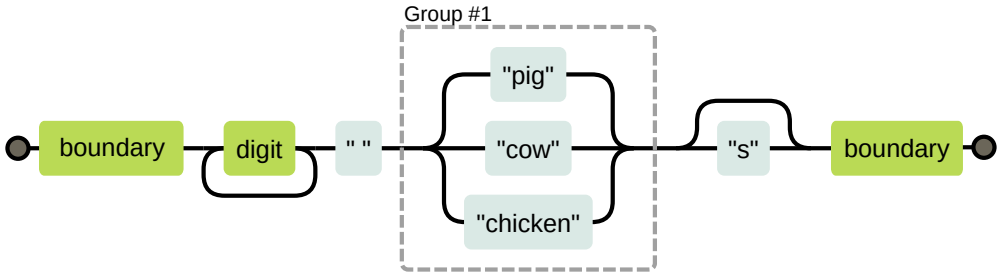 Group #1
boundary
digit
" "
"pig"
"cow"
"chicken"
"s"
boundary